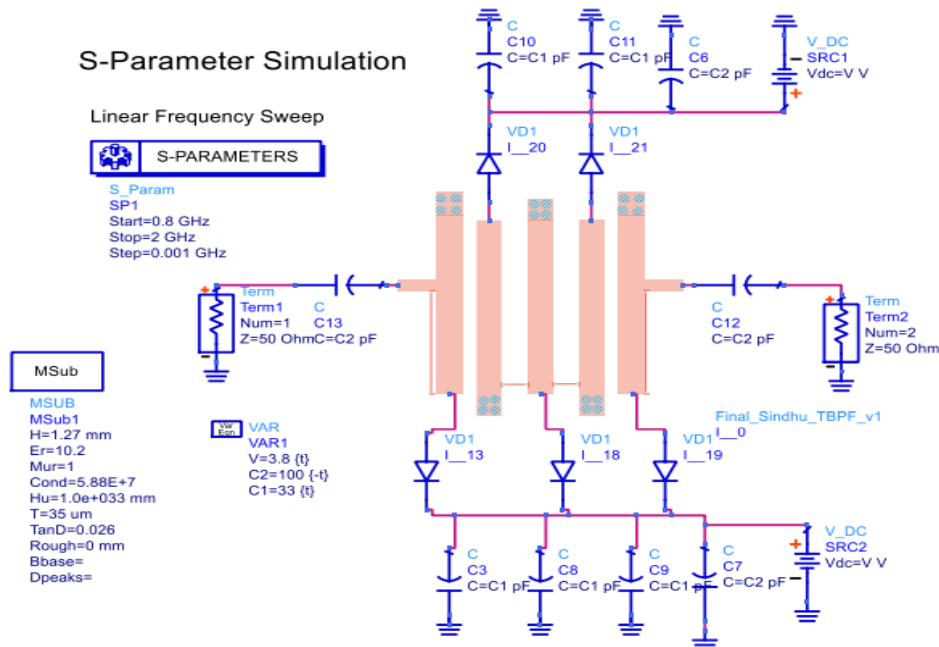 S-Parameter Simulation
Linear Frequency Sweep
S-PARAMETERS
S_Param
SP1
Start=0.8 GHz
Stop=2 GHz
Step=0.001 GHz
C
C10
C=C1 pF
C
C11
C=C1 pF
C
C6
C=C2 pF
V_DC
SRC1
Vdc=V V
VD1
I__20
VD1
I__21
Term
Term1
Num=1
Z=50 Ohm
C
C13
C=C2 pF
C
C12
C=C2 pF
Term
Term2
Num=2
Z=50 Ohm
MSub
MSUB
MSub1
H=1.27 mm
Er=10.2
Mur=1
Cond=5.88E+7
Hu=1.0e+033 mm
T=35 um
TanD=0.026
Rough=0 mm
Bbase=
Dpeaks=
Var
Eqn
VAR
VAR1
V=3.8 {t}
C2=100 {-t}
C1=33 {t}
VD1
I__13
VD1
I__18
VD1
I__19
Final_Sindhu_TBPF_v1
I__0
C
C3
C=C1 pF
C
C8
C=C1 pF
C
C9
C=C1 pF
C
C7
C=C2 pF
V_DC
SRC2
Vdc=V V